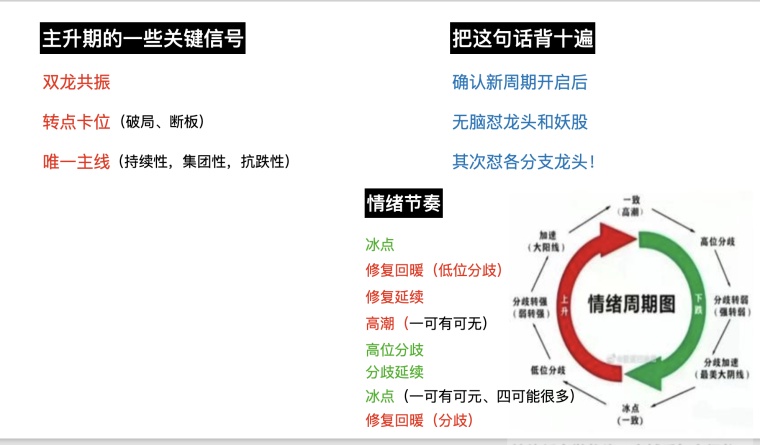 主升期的一些关键信号
双龙共振
转点卡位（破局、断板）
唯一主线（持续性，集团性，抗跌性）
把这句话背十遍
确认新周期开启后
无脑怼龙头和妖股
其次怼各分支龙头！
情绪节奏
冰点
修复回暖（低位分歧）
修复延续
高潮（一可有可无）
高位分歧
分歧延续
冰点（一可有可元、四可能很多）
修复回暖（分歧）
一致
（高潮）
加速
（大阳线）
高位分歧
分歧转强
（弱转强）
上升
情绪周期图
下跌
分歧转弱
（强转弱）
低位分歧
分歧加速
（最美大阴线）
冰点
（一致）